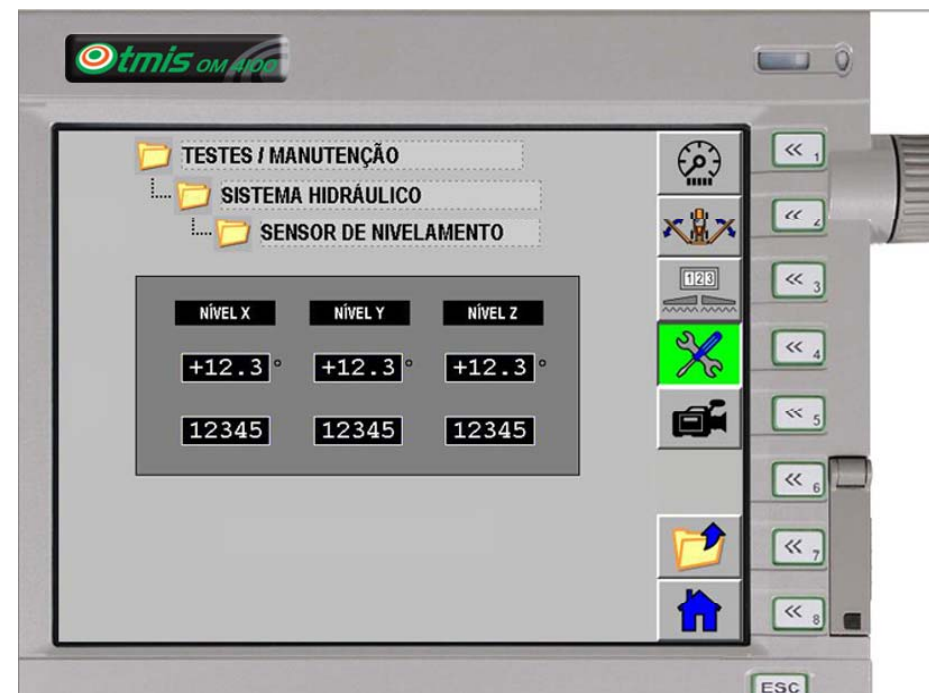 Otmis OM 4100
TESTES / MANUTENÇÃO
SISTEMA HIDRÁULICO
SENSOR DE NIVELAMENTO
NÍVEL X NÍVEL Y NÍVEL Z
+12.3° +12.3° +12.3°
12345 12345 12345
123
<< 1
<< 2
<< 3
<< 4
<< 5
<< 6
<< 7
<< 8
ESC